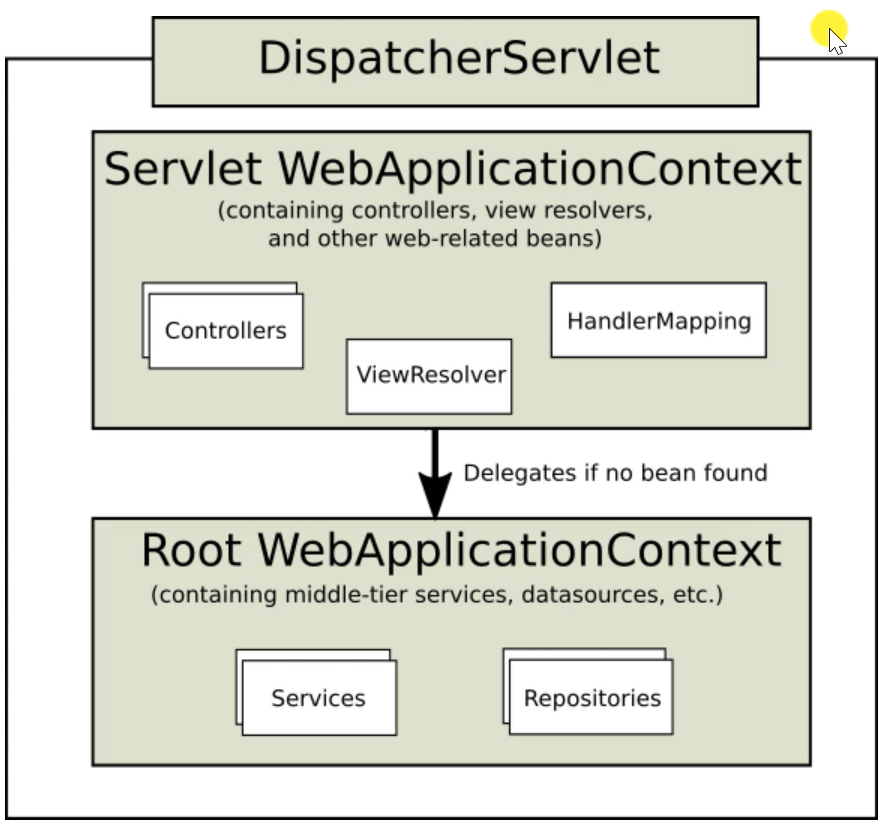 DispatcherServlet
Servlet WebApplicationContext
(containing controllers, view resolvers,
and other web-related beans)
Controllers
HandlerMapping
ViewResolver
Delegates if no bean found
Root WebApplicationContext
(containing middle-tier services, datasources, etc.)
Services
Repositories